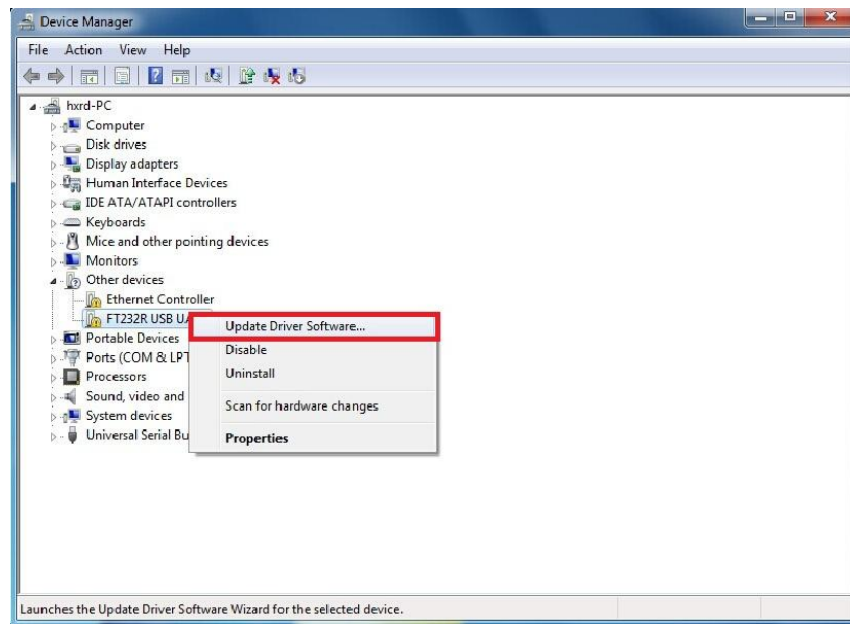 Device Manager
File Action View Help
hxrd-PC
Computer
Disk drives
Display adapters
Human Interface Devices
IDE ATA/ATAPI controllers
Keyboards
Mice and other pointing devices
Monitors
Other devices
Ethernet Controller
FT232R USB
Update Driver Software...
Portable Devices
Disable
Ports (COM & LPT
Processors
Uninstall
Sound, video and
Scan for hardware changes
System devices
Universal Serial
Properties
Launches the Update Driver Software Wizard for the selected device.